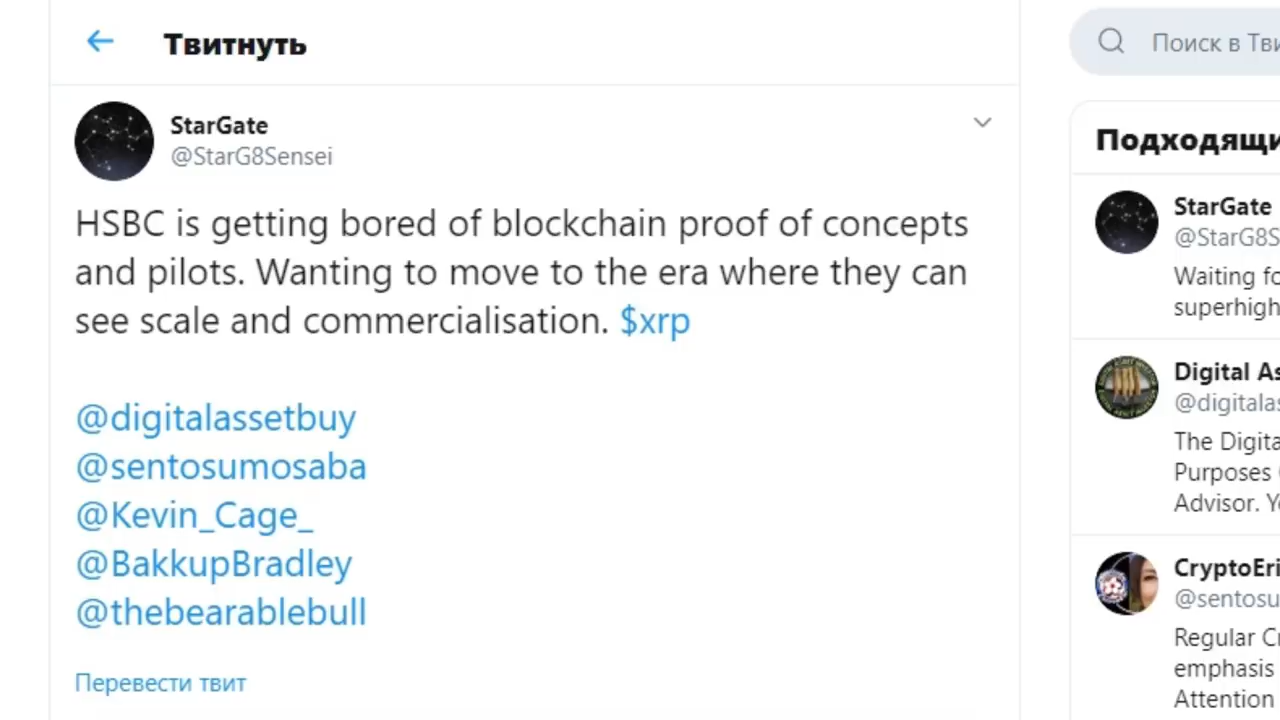 Твитнуть
StarGate
@StarG8Sensei
HSBC is getting bored of blockchain proof of concepts
and pilots. Wanting to move to the era where they can
see scale and commercialisation. $xrp
@digitalassetbuy
@sentosumosaba
@Kevin_Cage_
@BakkupBradley
@thebearablebull
Перевести твит
Поиск в Тви
Подходящи
StarGate
@StarG8S
Waiting fo
superhigh
Digital As
@digitalas
The Digita
Purposes
Advisor. Yo
CryptoEri
@sentosu
Regular Cr
emphasis
Attention